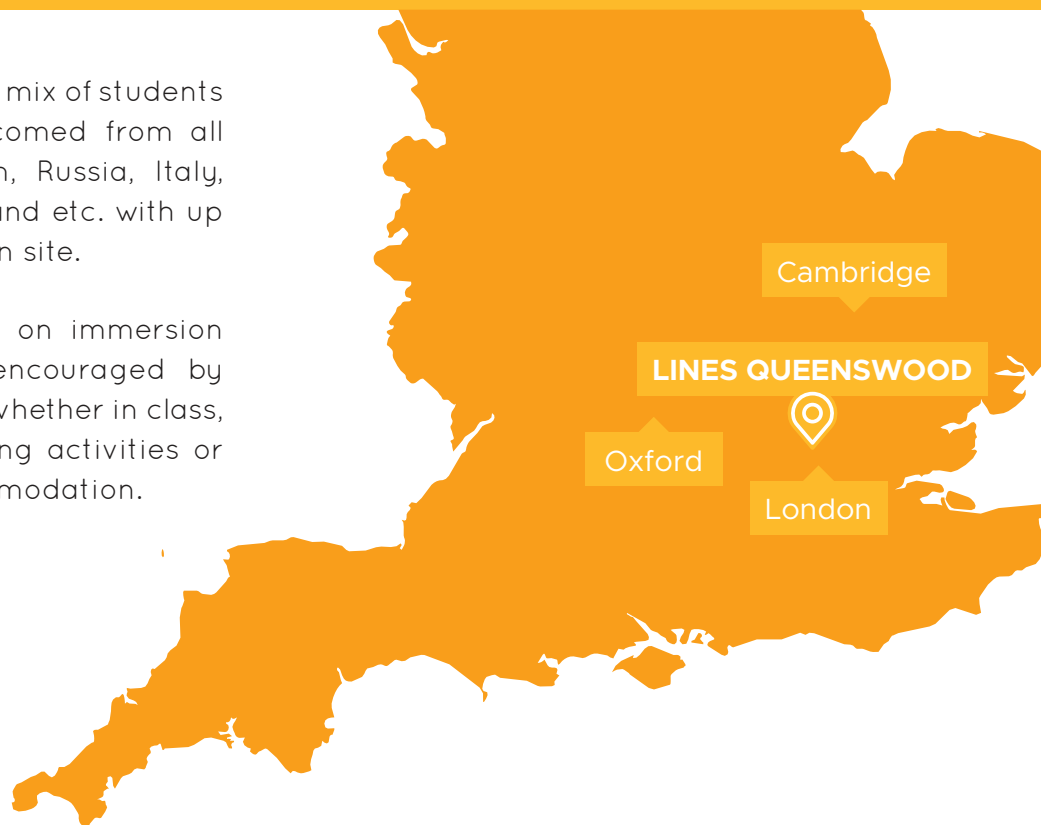 mix of students
comed from all
n, Russia, Italy,
and etc. with up
n site.
on immersion
encouraged by
whether in class,
ng activities or
modation.
Cambridge
LINES QUEENSWOOD
Oxford
London